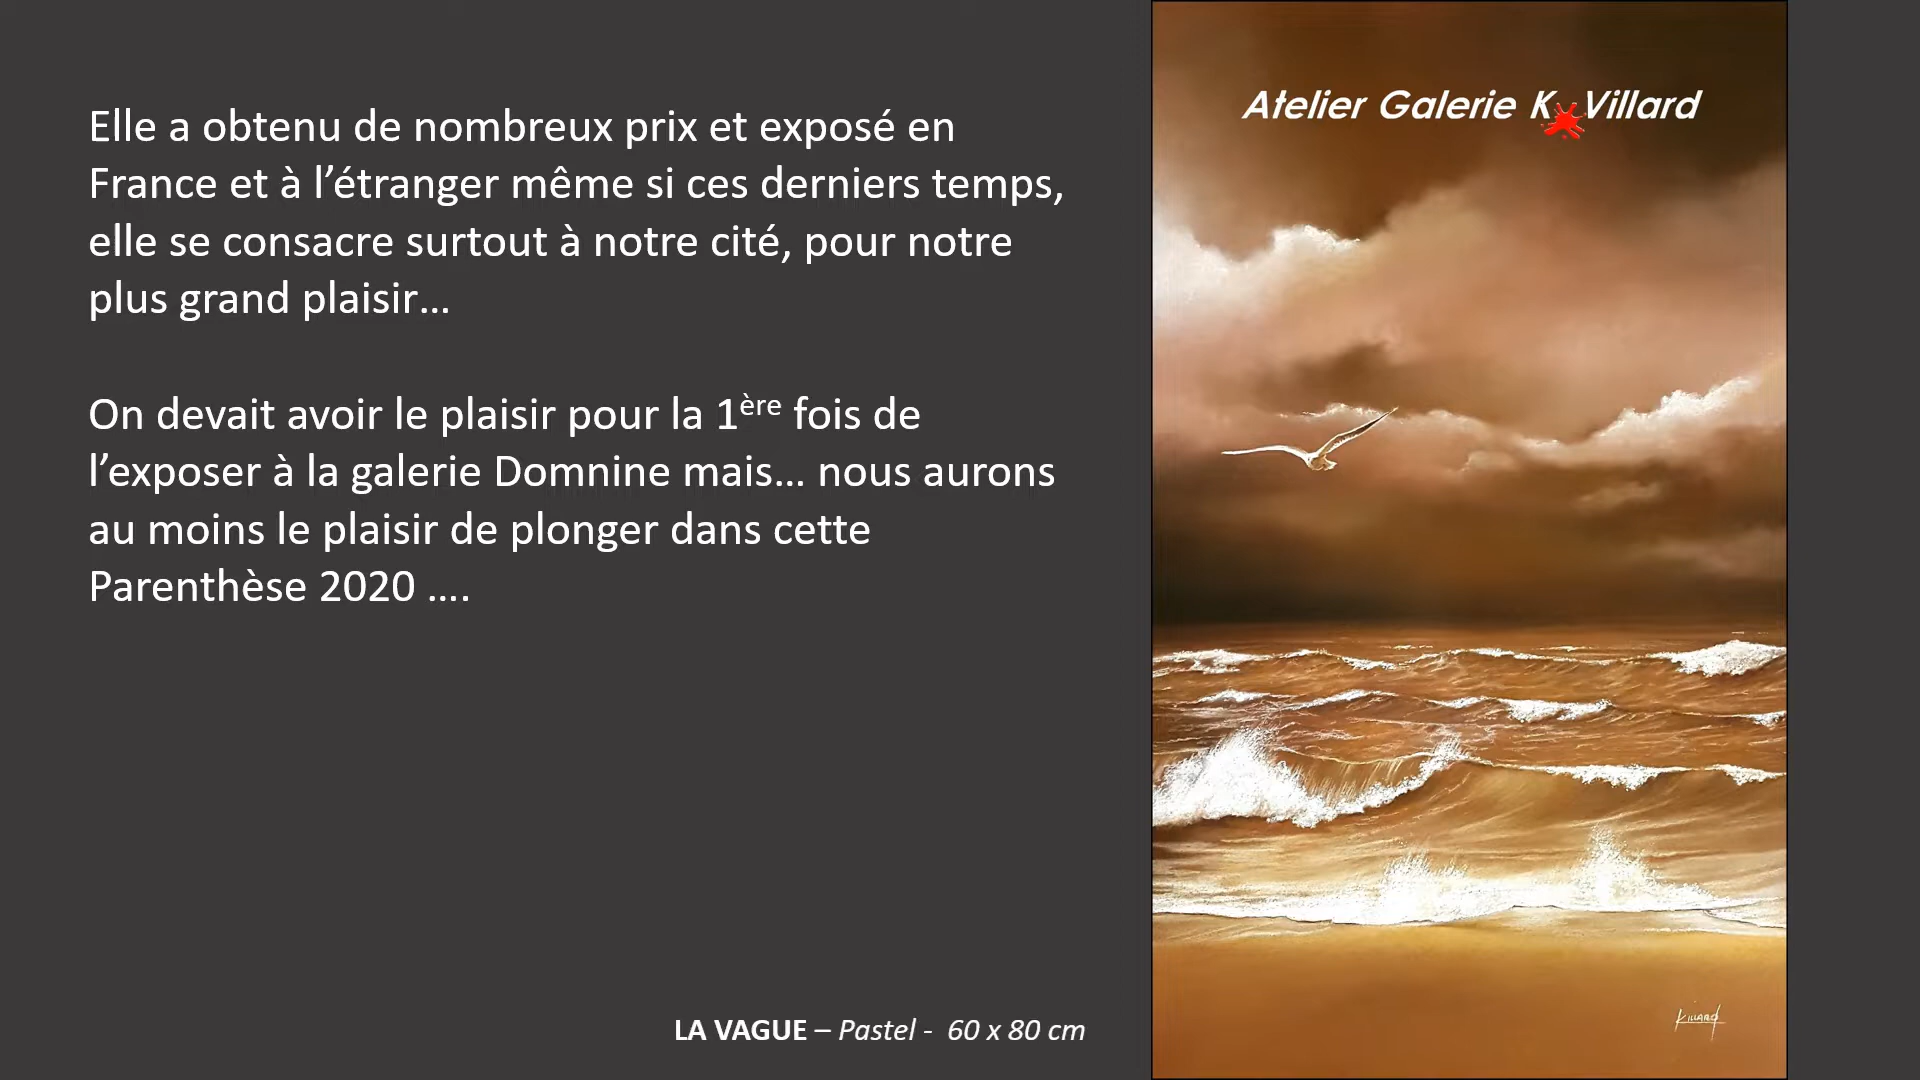 Elle a obtenu de nombreux prix et exposé en
France et à l’étranger même si ces derniers temps,
elle se consacre surtout à notre cité, pour notre
plus grand plaisir…
On devait avoir le plaisir pour la 1ère fois de
l’exposer à la galerie Domnine mais… nous aurons
au moins le plaisir de plonger dans cette
Parenthèse 2020 ….
LA VAGUE – Pastel - 60 x 80 cm
Atelier Galerie K Villard